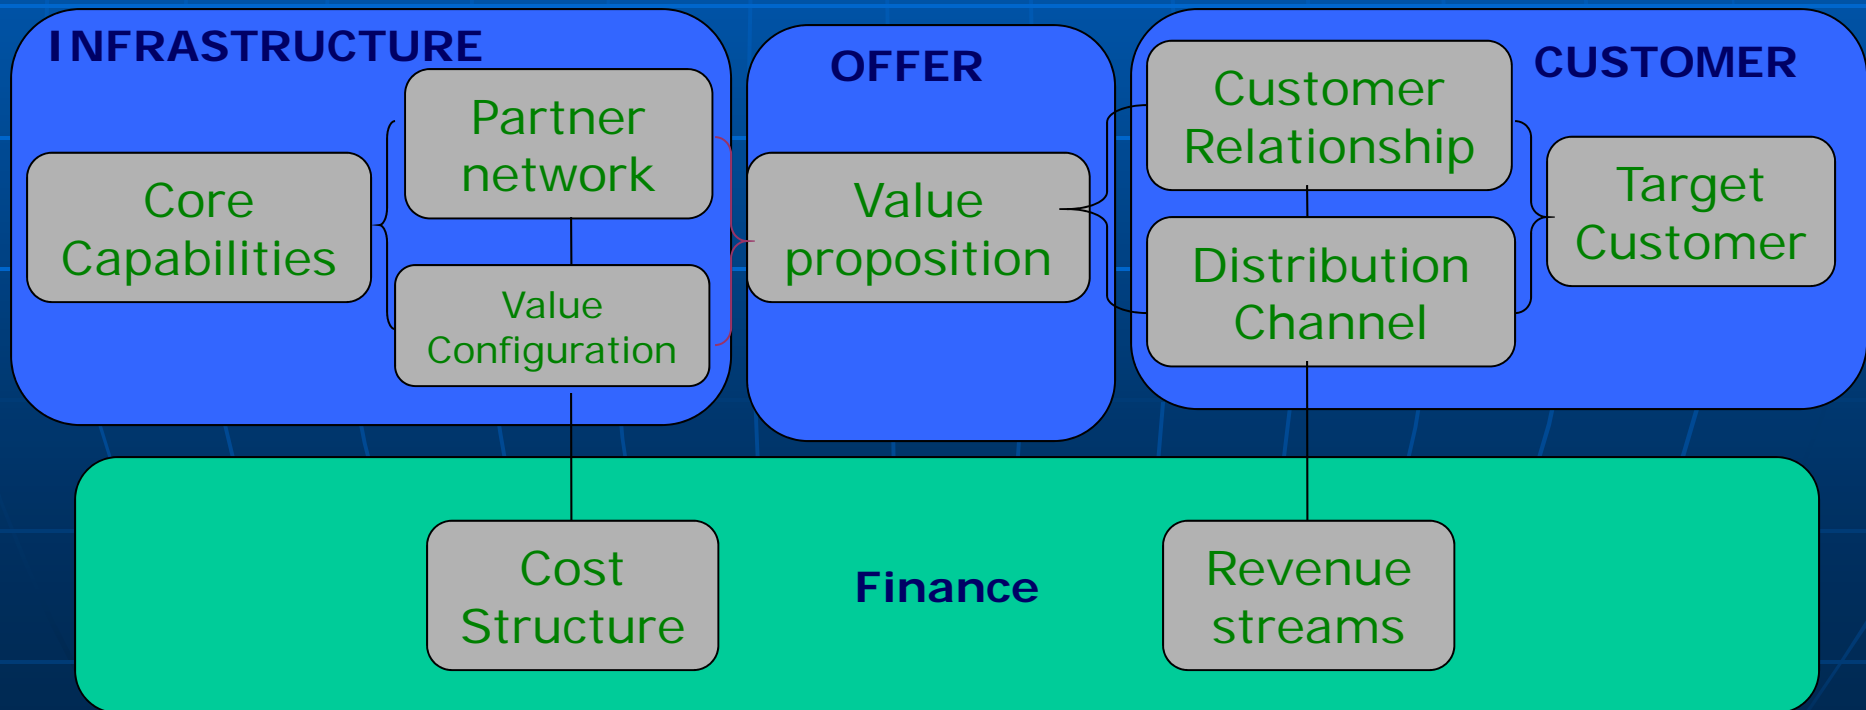 INFRASTRUCTURE
Partner
network
Core
Capabilities
Value
Configuration
OFFER
Value
proposition
CUSTOMER
Customer
Relationship
Distribution
Channel
Target
Customer
Cost
Structure
Finance
Revenue
streams